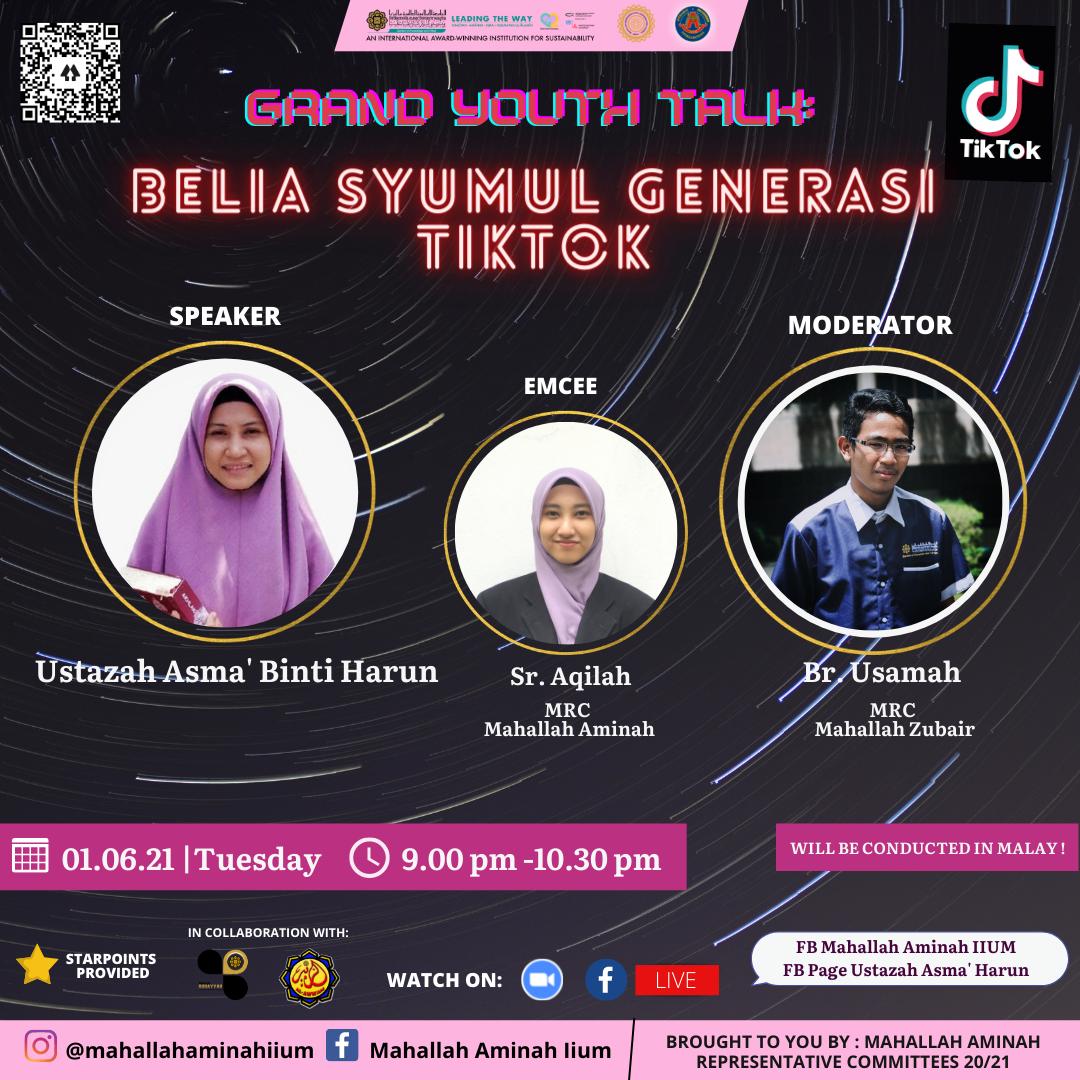 LEADING THE WAY
AN INTERNATIONAL AWARD-WINNING INSTITUTION FOR SUSTAINABILITY
TikTok
GRAND YOUTH TALK:
BELIA SYUMUL GENERASI
TIKTOK
SPEAKER
EMCEE
MODERATOR
Ustazah Asma' Binti Harun
Sr. Aqilah
MRC
Mahallah Aminah
Br. Usamah
MRC
Mahallah Zubair
01.06.21 | Tuesday
9.00 pm -10.30 pm
WILL BE CONDUCTED IN MALAY !
STARPOINTS
PROVIDED
IN COLLABORATION WITH:
WATCH ON:
LIVE
FB Mahallah Aminah IIUM
FB Page Ustazah Asma' Harun
@mahallahaminahiium
Mahallah Aminah Iium
BROUGHT TO YOU BY : MAHALLAH AMINAH
REPRESENTATIVE COMMITTEES 20/21